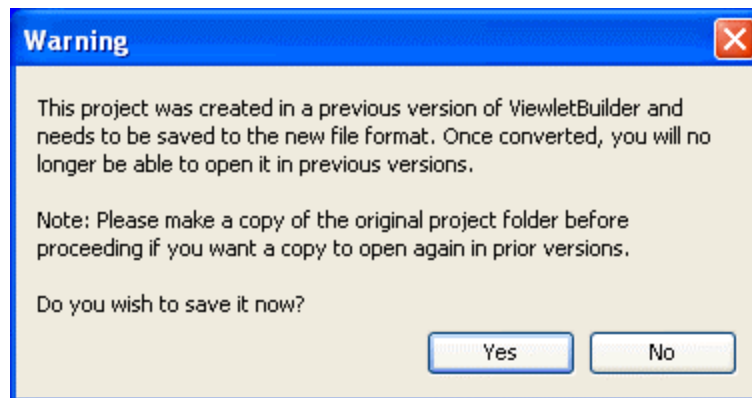 Warning
This project was created in a previous version of ViewletBuilder and
needs to be saved to the new file format. Once converted, you will no
longer be able to open it in previous versions.
Note: Please make a copy of the original project folder before
proceeding if you want a copy to open again in prior versions.
Do you wish to save it now?
Yes No